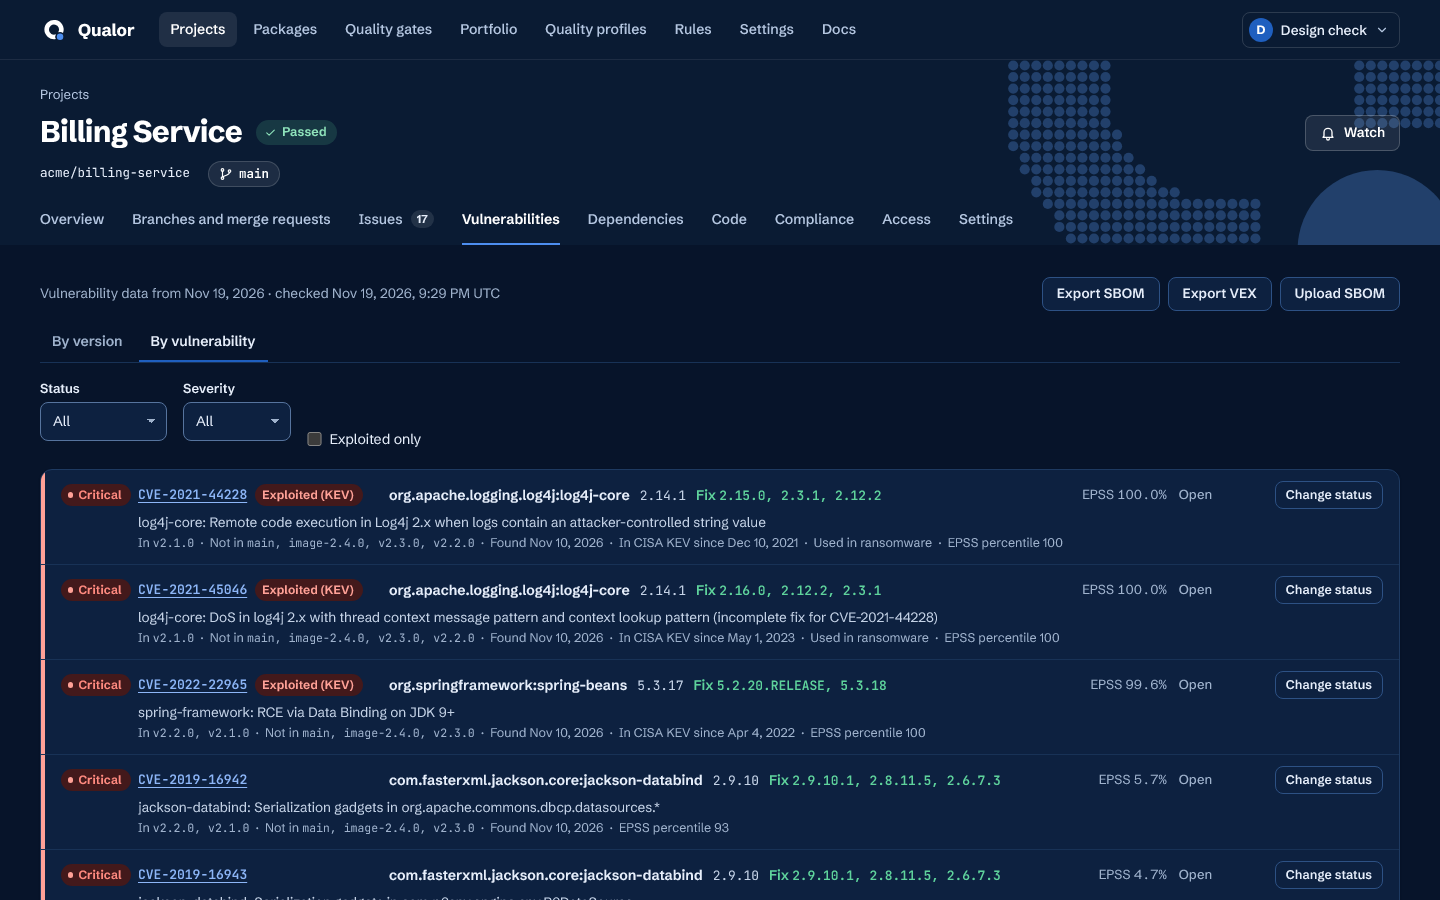 Qualor Projects Packages Quality gates Portfolio Quality profiles Rules Settings Docs D Design check
Projects
Billing Service Passed
Watch
acme/billing-service main
Overview Branches and merge requests Issues 17 Vulnerabilities Dependencies Code Compliance Access Settings
Vulnerability data from Nov 19, 2026 · checked Nov 19, 2026, 9:29 PM UTC Export SBOM Export VEX Upload SBOM
By version By vulnerability
Status Severity
All All
Exploited only
Critical CVE-2021-44228 Exploited (KEV) org.apache.logging.log4j:log4j-core 2.14.1 Fix 2.15.0, 2.3.1, 2.12.2 EPSS 100.0% Open Change status
log4j-core: Remote code execution in Log4j 2.x when logs contain an attacker-controlled string value
In v2.1.0 · Not in main, image-2.4.0, v2.3.0, v2.2.0 · Found Nov 10, 2026 · In CISA KEV since Dec 10, 2021 · Used in ransomware · EPSS percentile 100
Critical CVE-2021-45046 Exploited (KEV) org.apache.logging.log4j:log4j-core 2.14.1 Fix 2.16.0, 2.12.2, 2.3.1 EPSS 100.0% Open Change status
log4j-core: DoS in log4j 2.x with thread context message pattern and context lookup pattern (incomplete fix for CVE-2021-44228)
In v2.1.0 · Not in main, image-2.4.0, v2.3.0, v2.2.0 · Found Nov 10, 2026 · In CISA KEV since May 1, 2023 · Used in ransomware · EPSS percentile 100
Critical CVE-2022-22965 Exploited (KEV) org.springframework:spring-beans 5.3.17 Fix 5.2.20.RELEASE, 5.3.18 EPSS 99.6% Open Change status
spring-framework: RCE via Data Binding on JDK 9+
In v2.2.0, v2.1.0 · Not in main, image-2.4.0, v2.3.0 · Found Nov 10, 2026 · In CISA KEV since Apr 4, 2022 · EPSS percentile 100
Critical CVE-2019-16942 com.fasterxml.jackson.core:jackson-databind 2.9.10 Fix 2.9.10.1, 2.8.11.5, 2.6.7.3 EPSS 5.7% Open Change status
jackson-databind: Serialization gadgets in org.apache.commons.dbcp.datasources.*
In v2.2.0, v2.1.0 · Not in main, image-2.4.0, v2.3.0 · Found Nov 10, 2026 · EPSS percentile 93
Critical CVE-2019-16943 com.fasterxml.jackson.core:jackson-databind 2.9.10 Fix 2.9.10.1, 2.8.11.5, 2.6.7.3 EPSS 4.7% Open Change status